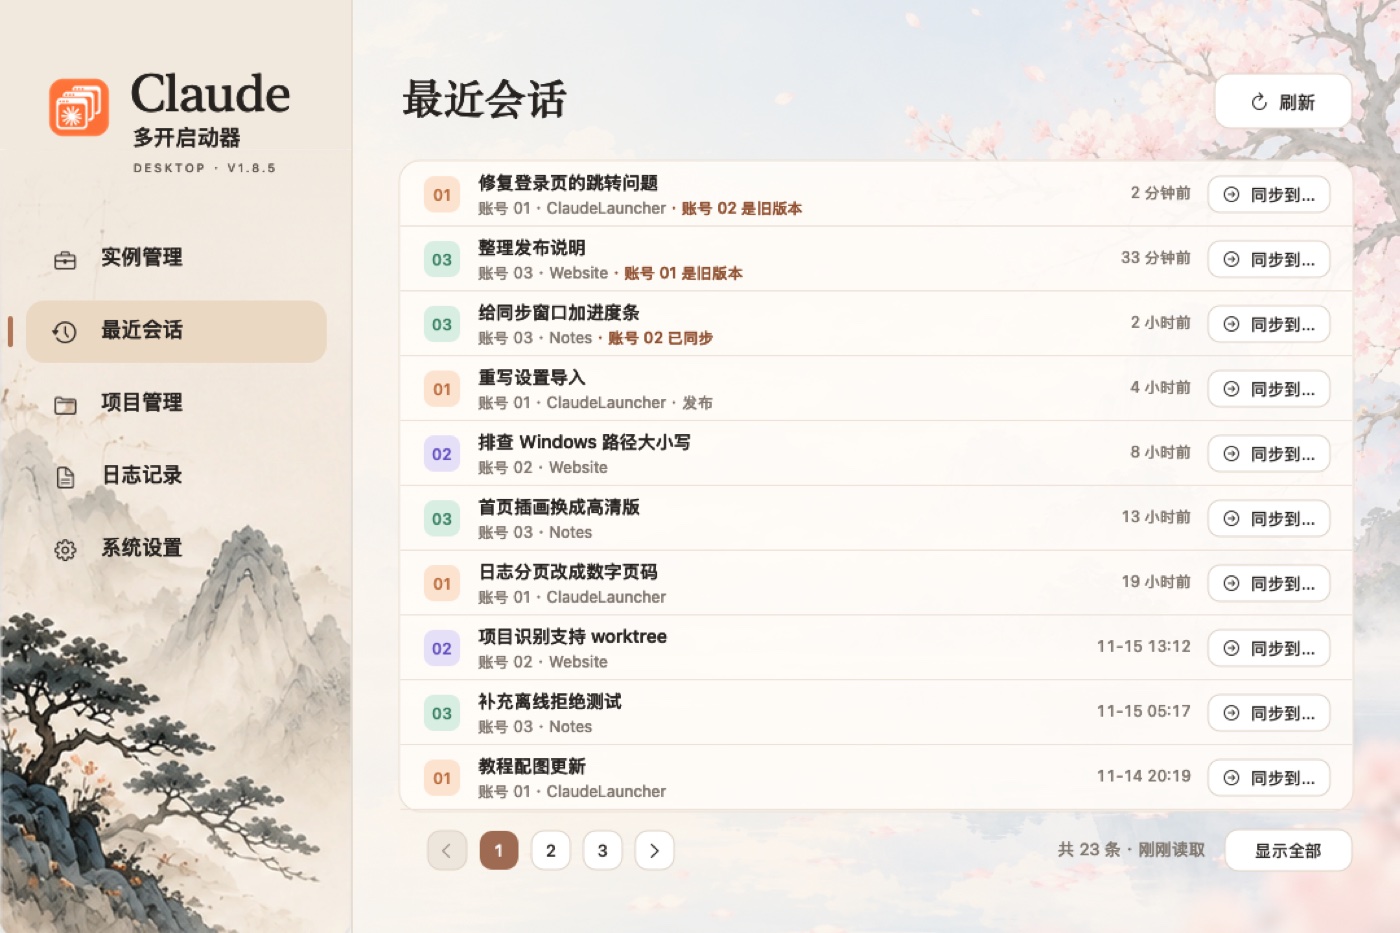 Claude
多开启动器
DESKTOP · V1.8.5
实例管理
最近会话
项目管理
日志记录
系统设置
最近会话
刷新
01
修复登录页的跳转问题
账号 01 · ClaudeLauncher · 账号 02 是旧版本
2 分钟前
同步到...
03
整理发布说明
账号 03 · Website · 账号 01 是旧版本
33 分钟前
同步到...
03
给同步窗口加进度条
账号 03 · Notes · 账号 02 已同步
2 小时前
同步到...
01
重写设置导入
账号 01 · ClaudeLauncher · 发布
4 小时前
同步到...
02
排查 Windows 路径大小写
账号 02 · Website
8 小时前
同步到...
03
首页插画换成高清版
账号 03 · Notes
13 小时前
同步到...
01
日志分页改成数字页码
账号 01 · ClaudeLauncher
19 小时前
同步到...
02
项目识别支持 worktree
账号 02 · Website
11-15 13:12
同步到...
03
补充离线拒绝测试
账号 03 · Notes
11-15 05:17
同步到...
01
教程配图更新
账号 01 · ClaudeLauncher
11-14 20:19
同步到...
1 2 3
共 23 条 · 刚刚读取
显示全部